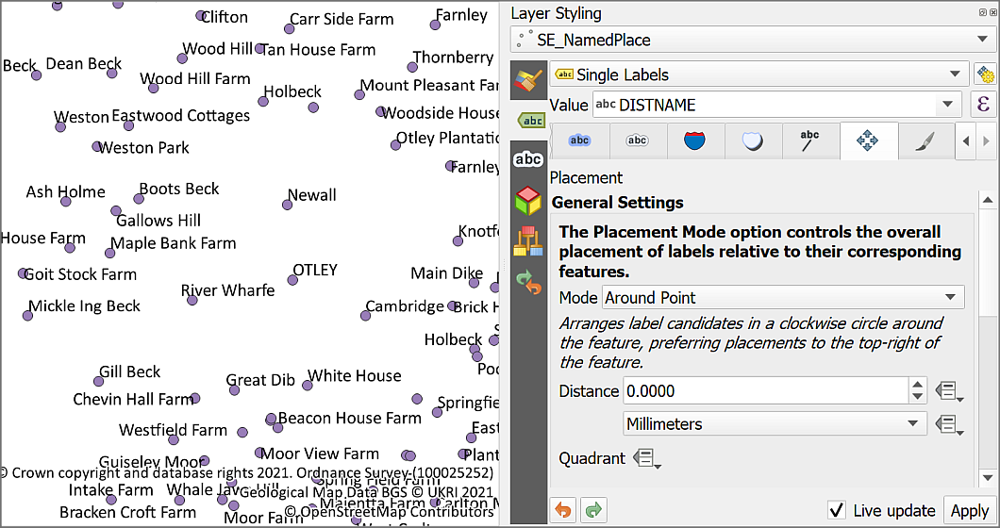 Clifton
Carr Side Farm
Farnley
Wood Hill
Tan House Farm
Beck
Dean Beck
Thornberry
Wood Hill Farm
Holbeck
Mount Pleasant Far
Weston
Eastwood Cottages
Woodside House
Weston Park
Otley Plantatio
Farnley
Ash Holme
Boots Beck
Newall
Gallows Hill
House Farm
Maple Bank Farm
Knotf
Goit Stock Farm
OTLEY
Main Dike
River Wharfe
Mickle Ing Beck
Cambridge
Brick H
Holbeck
Gill Beck
Great Dib
White House
Chevin Hall Farm
Springfie
Beacon House Farm
Westfield Farm
East
Guiseley Moor
Moor View Farm
Plant
© Crown copyright and database rights 2021. Ordnance Survey (100025252)
Spring Field Farm
Intake Farm
Geological Map Data BGS © UKRI 2021
Bracken Croft Farm
Moor Farm
© OpenStreetMap Contributors
Layer Styling
SE_NamedPlace
abc Single Labels
Value abc DISTNAME ε
abc abc abc
abc
abc
Placement
General Settings
The Placement Mode option controls the overall
placement of labels relative to their corresponding
features.
Mode Around Point
Arranges label candidates in a clockwise circle around
the feature, preferring placements to the top-right of
the feature.
Distance 0.0000
Millimeters
Quadrant
Live update Apply